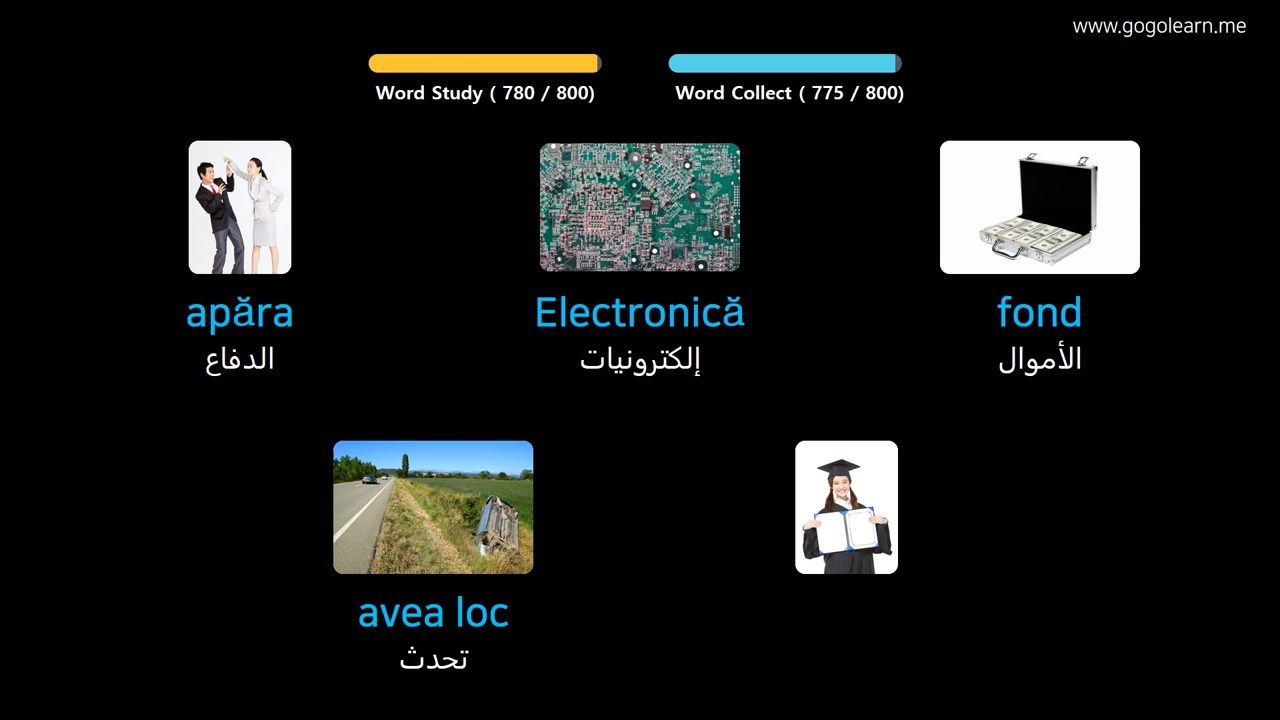 www.gogolearn.me
Word Study ( 780 / 800)
Word Collect ( 775 / 800)
apăra
الدفاع
Electronică
إلكترونيات
fond
الأموال
avea loc
تحدث